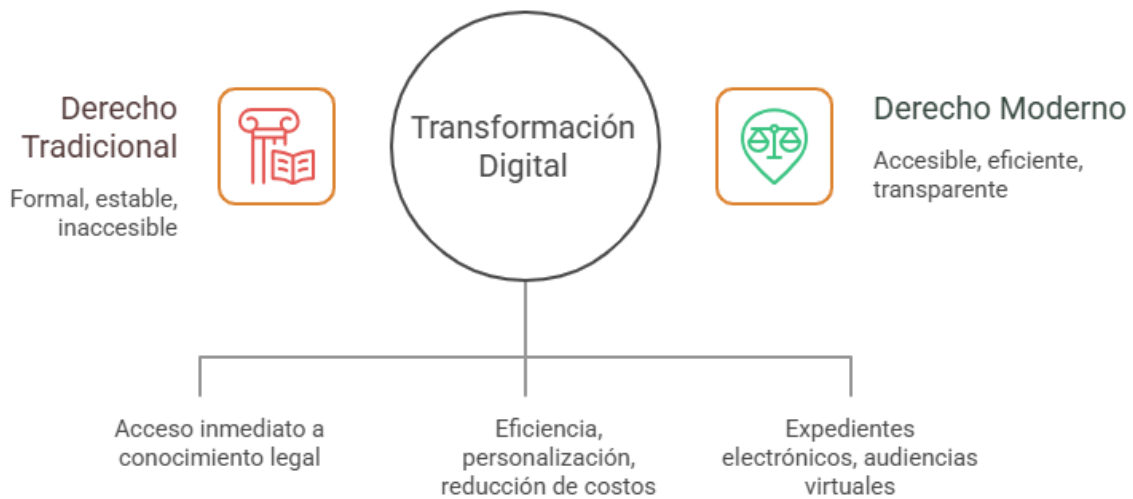 Derecho
Tradicional
Formal, estable,
inaccesible
Transformación
Digital
Derecho Moderno
Accesible, eficiente,
transparente
Acceso inmediato a
conocimiento legal
Eficiencia,
personalización,
reducción de costos
Expedientes
electrónicos, audiencias
virtuales